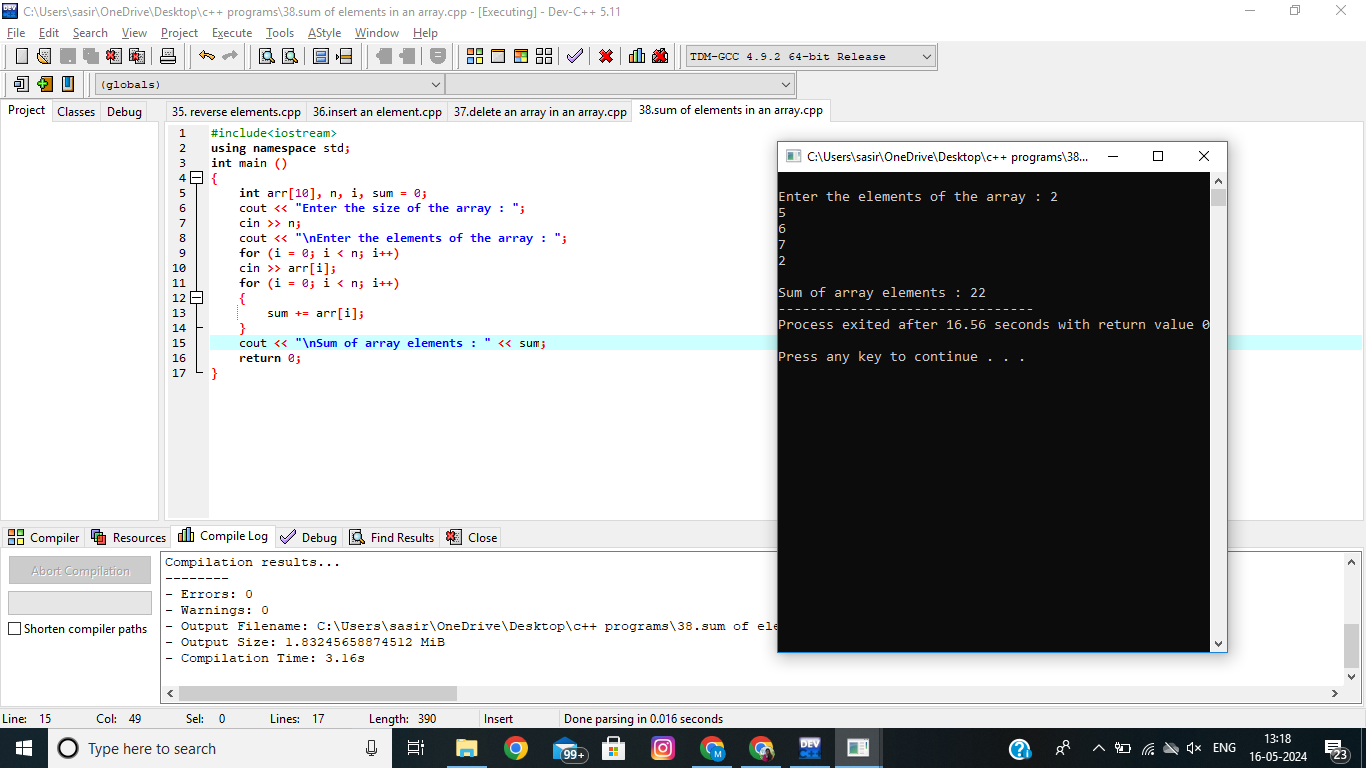 C:\Users\sasir\OneDrive\Desktop\c++ programs\38.sum of elements in an array.cpp - [Executing] - Dev-C++ 5.11
File Edit Search View Project Execute Tools AStyle Window Help
TDM-GCC 4.9.2 64-bit Release
(globals)
Project Classes Debug
35. reverse elements.cpp 36.insert an element.cpp 37.delete an array in an array.cpp 38.sum of elements in an array.cpp
1 #include<iostream>
2 using namespace std;
3 int main ()
4 {
5 int arr[10], n, i, sum = 0;
6 cout << "Enter the size of the array : ";
7 cin >> n;
8 cout << "\nEnter the elements of the array : ";
9 for (i = 0; i < n; i++)
10 cin >> arr[i];
11 for (i = 0; i < n; i++)
12 {
13 sum += arr[i];
14 }
15 cout << "\nSum of array elements : " << sum;
16 return 0;
17 }
C:\Users\sasir\OneDrive\Desktop\c++ programs\38...
Enter the elements of the array : 2
5
6
7
2
Sum of array elements : 22
--------------------------------
Process exited after 16.56 seconds with return value 0
Press any key to continue . . .
Compiler Resources Compile Log Debug Find Results Close
Abort Compilation
Shorten compiler paths
Compilation results...
--------
- Errors: 0
- Warnings: 0
- Output Filename: C:\Users\sasir\OneDrive\Desktop\c++ programs\38.sum of ele
- Output Size: 1.83245658874512 MiB
- Compilation Time: 3.16s
Line: 15 Col: 49 Sel: 0 Lines: 17 Length: 390 Insert Done parsing in 0.016 seconds
Type here to search
99+
M
DEV
ENG
13:18
16-05-2024
23